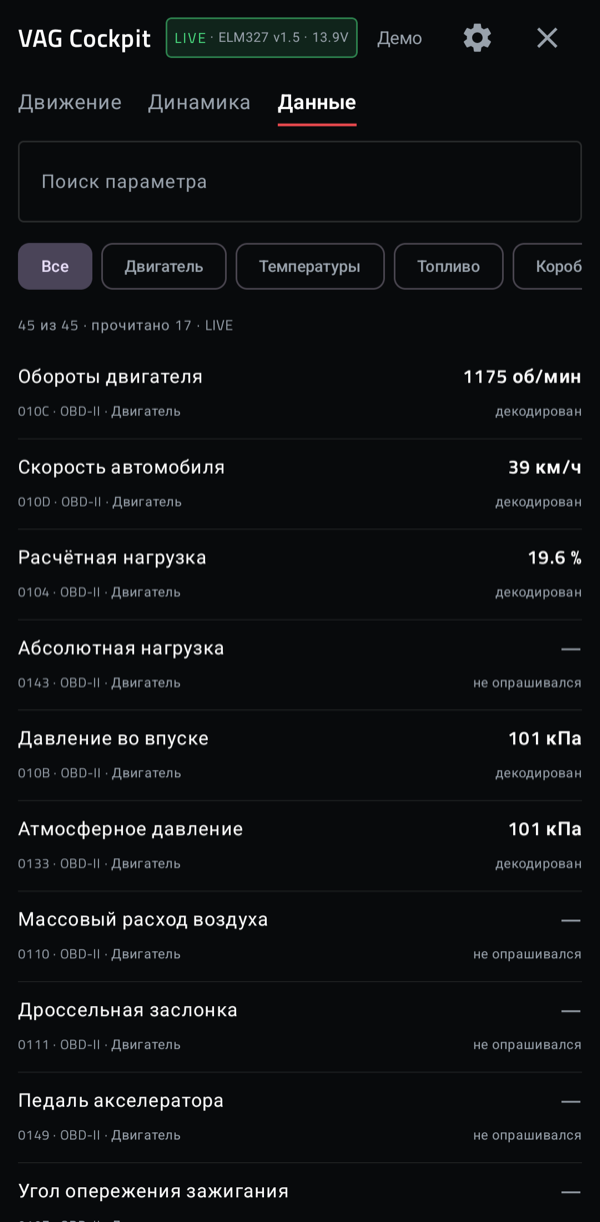 VAG Cockpit LIVE · ELM327 v1.5 · 13.9V Демо
Движение Динамика Данные
Поиск параметра
Все Двигатель Температуры Топливо Короб
45 из 45 · прочитано 17 · LIVE
Обороты двигателя 1175 об/мин
010C · OBD-II · Двигатель декодирован
Скорость автомобиля 39 км/ч
010D · OBD-II · Двигатель декодирован
Расчётная нагрузка 19.6 %
0104 · OBD-II · Двигатель декодирован
Абсолютная нагрузка —
0143 · OBD-II · Двигатель не опрашивался
Давление во впуске 101 кПа
010B · OBD-II · Двигатель декодирован
Атмосферное давление 101 кПа
0133 · OBD-II · Двигатель декодирован
Массовый расход воздуха —
0110 · OBD-II · Двигатель не опрашивался
Дроссельная заслонка —
0111 · OBD-II · Двигатель не опрашивался
Педаль акселератора —
0149 · OBD-II · Двигатель не опрашивался
Угол опережения зажигания —